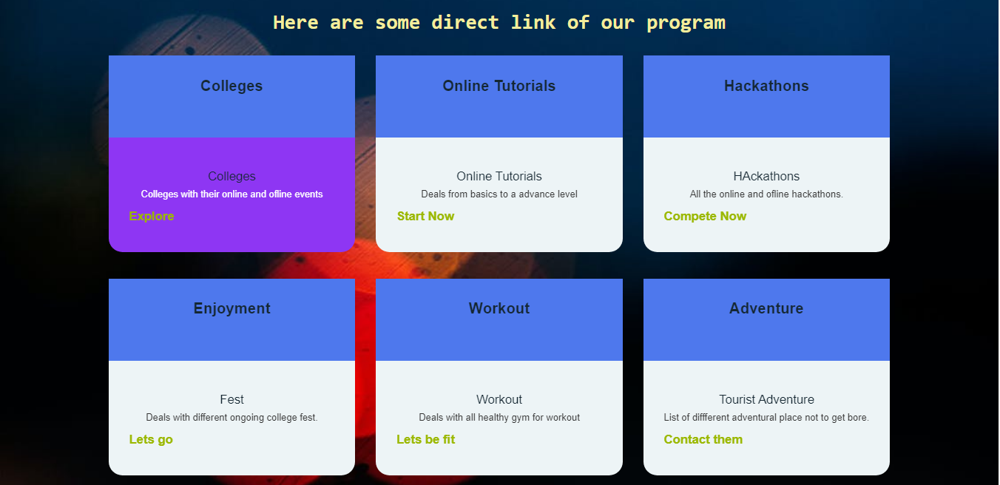 Here are some direct link of our program
Colleges
Online Tutorials
Hackathons
Colleges
Colleges with their online and ofline events
Explore
Online Tutorials
Deals from basics to a advance level
Start Now
HAckathons
All the online and ofline hackathons.
Compete Now
Enjoyment
Workout
Adventure
Fest
Deals with different ongoing college fest.
Lets go
Workout
Deals with all healthy gym for workout
Lets be fit
Tourist Adventure
List of diffferent adventural place not to get bore.
Contact them